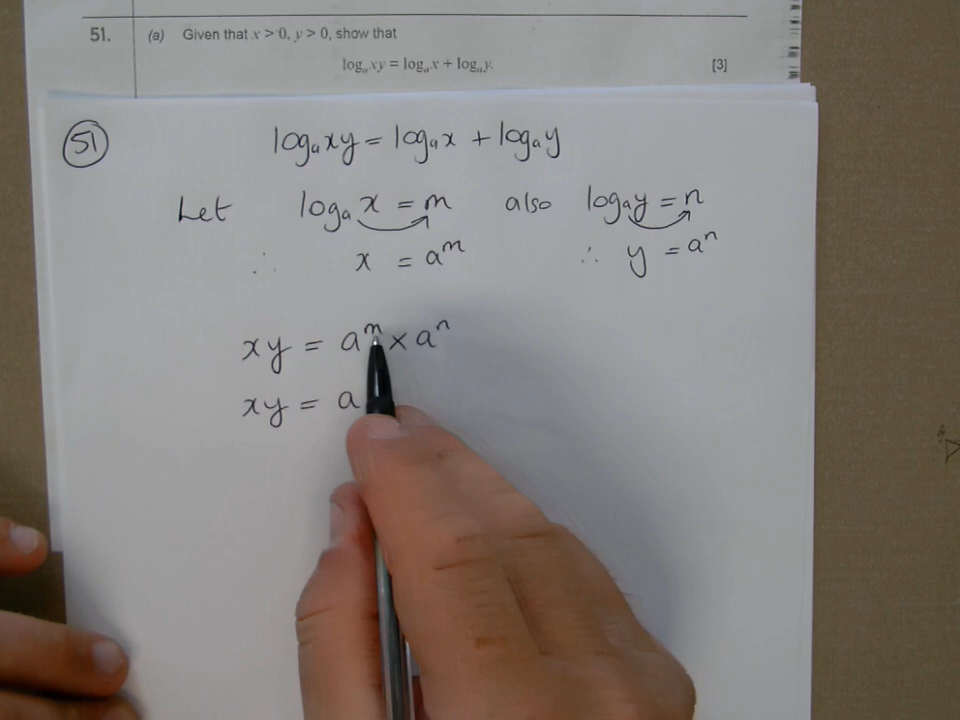 51. (a) Given that x > 0, y > 0, show that
logₐ xy = logₐ x + logₐ y. [3]
51 logₐ xy = logₐ x + logₐ y
Let logₐ x = m also logₐ y = n
∴ x = aᵐ ∴ y = aⁿ
xy = aᵐ × aⁿ
xy = a